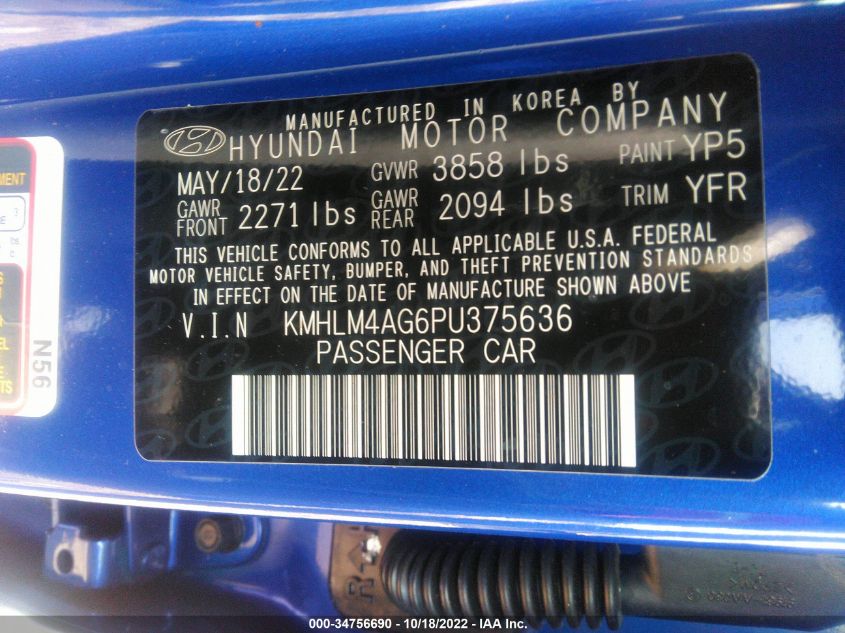 MANUFACTURED IN KOREA BY
HYUNDAI MOTOR COMPANY
MAY/18/22 GVWR 3858 lbs PAINT YP5
GAWR FRONT 2271 lbs GAWR REAR 2094 lbs TRIM YFR
THIS VEHICLE CONFORMS TO ALL APPLICABLE U.S.A. FEDERAL
MOTOR VEHICLE SAFETY, BUMPER, AND THEFT PREVENTION STANDARDS
IN EFFECT ON THE DATE OF MANUFACTURE SHOWN ABOVE
V.I.N KMHLM4AG6PU375636
PASSENGER CAR
N56
000-34756690 - 10/18/2022 - IAA Inc.